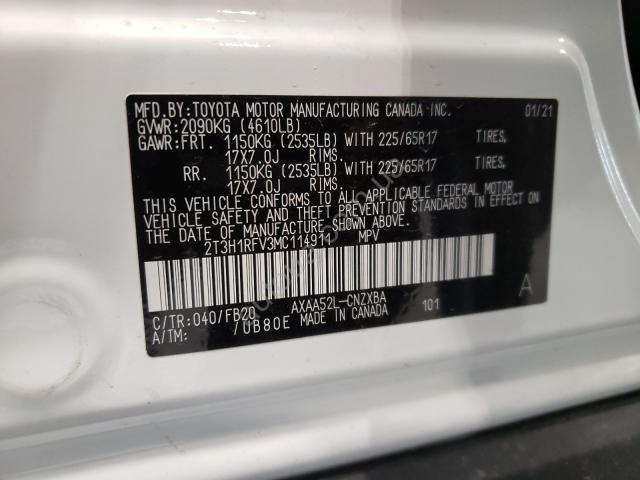 MFD.BY:TOYOTA MOTOR MANUFACTURING CANADA INC. 01/21
GVWR:2090KG (4610LB)
GAWR:FRT. 1150KG (2535LB) WITH 225/65R17 TIRES,
17X7.0J RIMS.
RR. 1150KG (2535LB) WITH 225/65R17 TIRES,
17X7.0J RIMS.
THIS VEHICLE CONFORMS TO ALL APPLICABLE FEDERAL MOTOR
VEHICLE SAFETY AND THEFT PREVENTION STANDARDS IN EFFECT ON
THE DATE OF MANUFACTURE SHOWN ABOVE.
2T3H1RFV3MC114911 MPV
C/TR:040/FB20 AXAA52L-CNZXBA 101 A
A/TM: /UB80E MADE IN CANADA